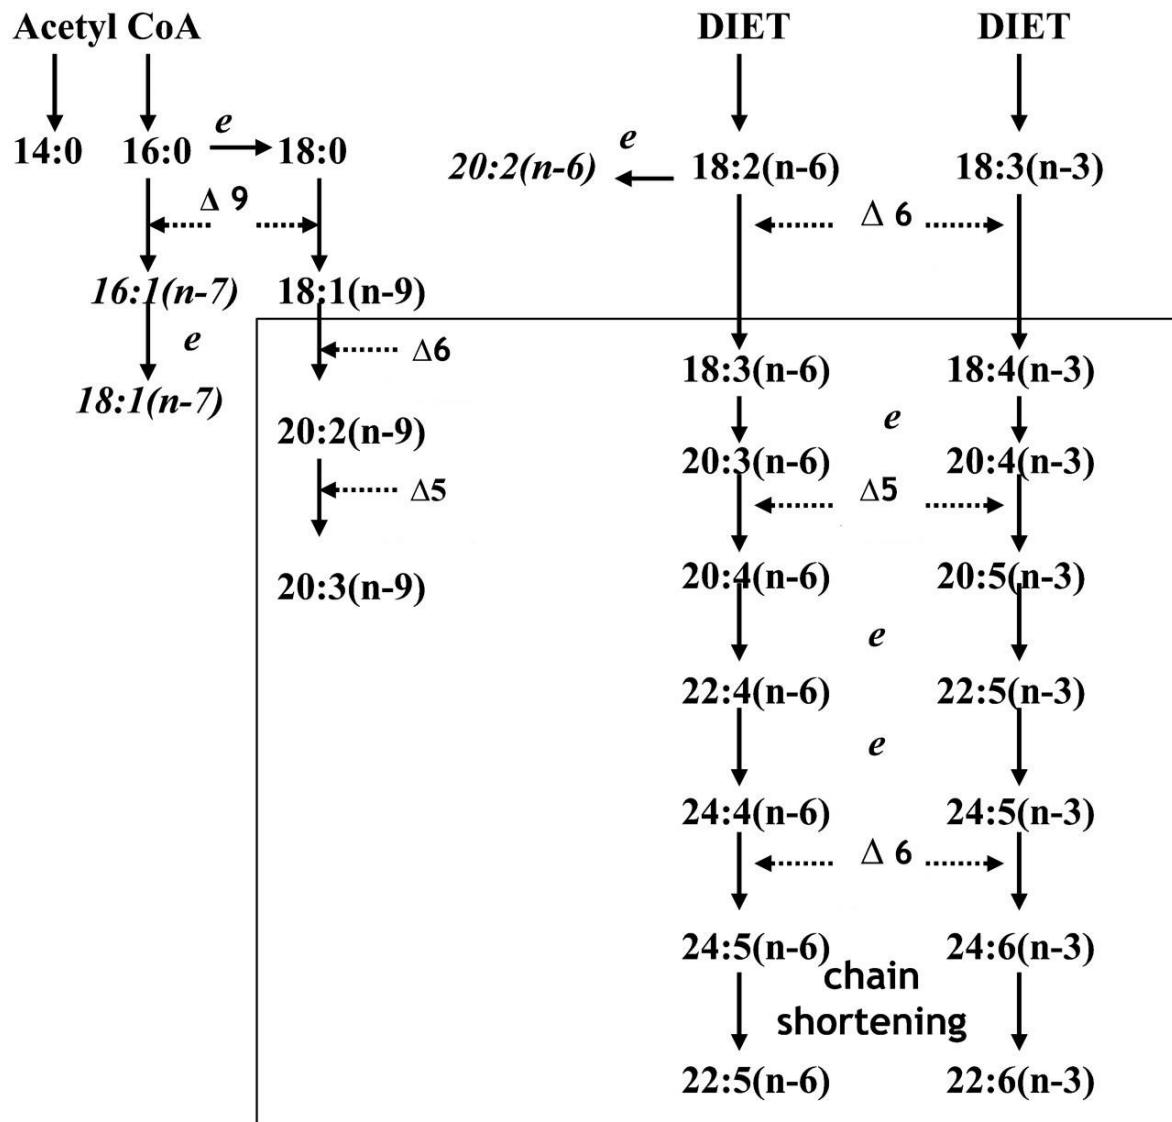 Acetyl CoA DIET DIET
14:0 16:0 e 18:0 20:2(n-6) e 18:2(n-6) 18:3(n-3)
Δ 9 Δ 6
16:1(n-7) 18:1(n-9)
e Δ6
18:1(n-7) 18:3(n-6) 18:4(n-3)
20:2(n-9) e
20:3(n-6) 20:4(n-3)
Δ5 Δ5
20:3(n-9) 20:4(n-6) 20:5(n-3)
e
22:4(n-6) 22:5(n-3)
e
24:4(n-6) 24:5(n-3)
Δ 6
24:5(n-6) 24:6(n-3)
chain
shortening
22:5(n-6) 22:6(n-3)